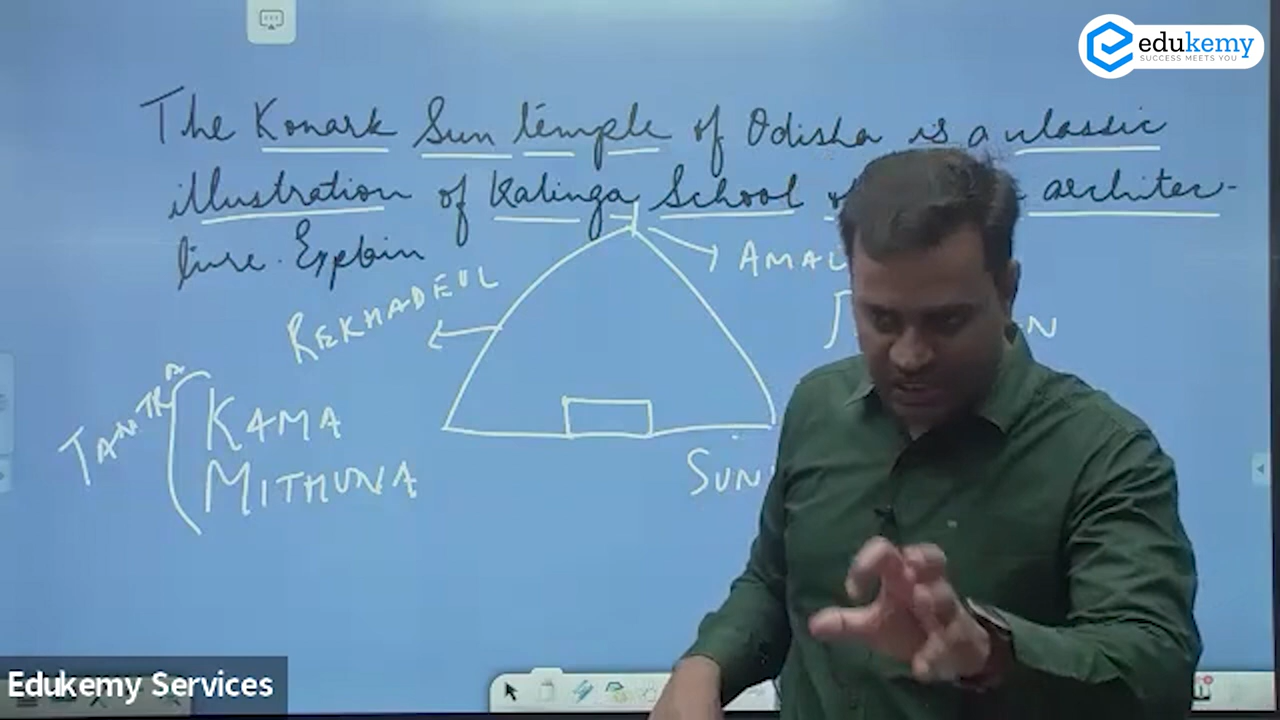 edukemy
SUCCESS MEETS YOU
The Konark Sun temple of Odisha is a classic
illustration of Kalinga School architec-
ture. Explain
AMAL
REKHADEUL
N
TANTRA
KAMA
MITHUNA
SUN
Edukemy Services